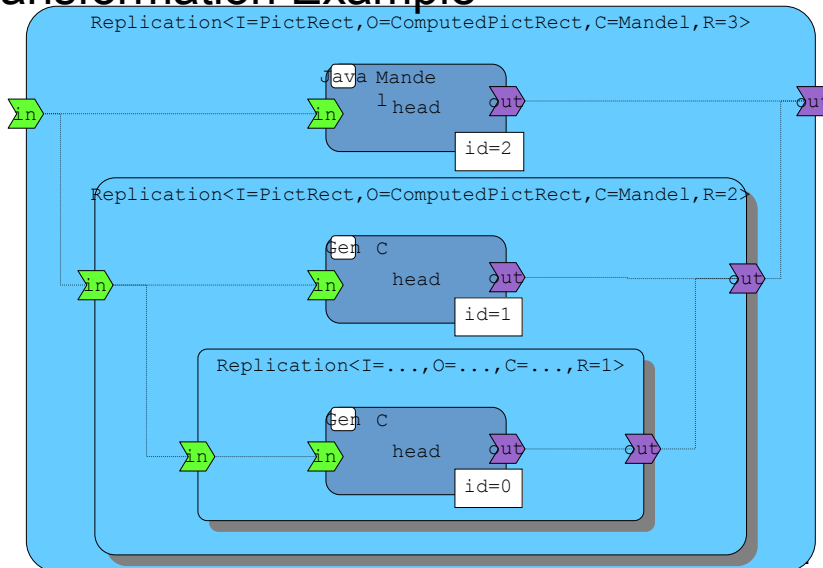 ansformation Example
Replication<I=PictRect,O=ComputedPictRect,C=Mandel,R=3>
Java Mande
l head
in
in
out
out
id=2
Replication<I=PictRect,O=ComputedPictRect,C=Mandel,R=2>
Gen C
in
in
head
out
out
id=1
Replication<I=...,O=...,C=...,R=1>
Gen C
in
in
head
out
out
id=0